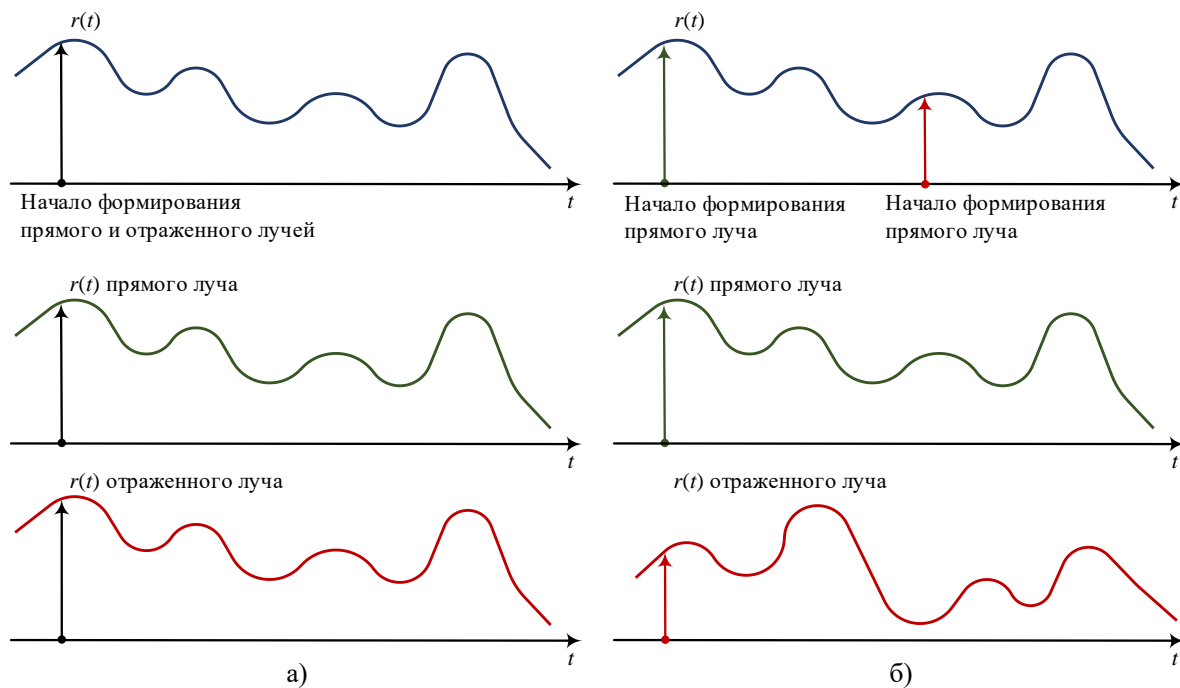 r(t)
t
Начало формирования
прямого и отраженного лучей
r(t) прямого луча
t
r(t) отраженного луча
t
а)
r(t)
t
Начало формирования
прямого луча
Начало формирования
прямого луча
r(t) прямого луча
t
r(t) отраженного луча
t
б)